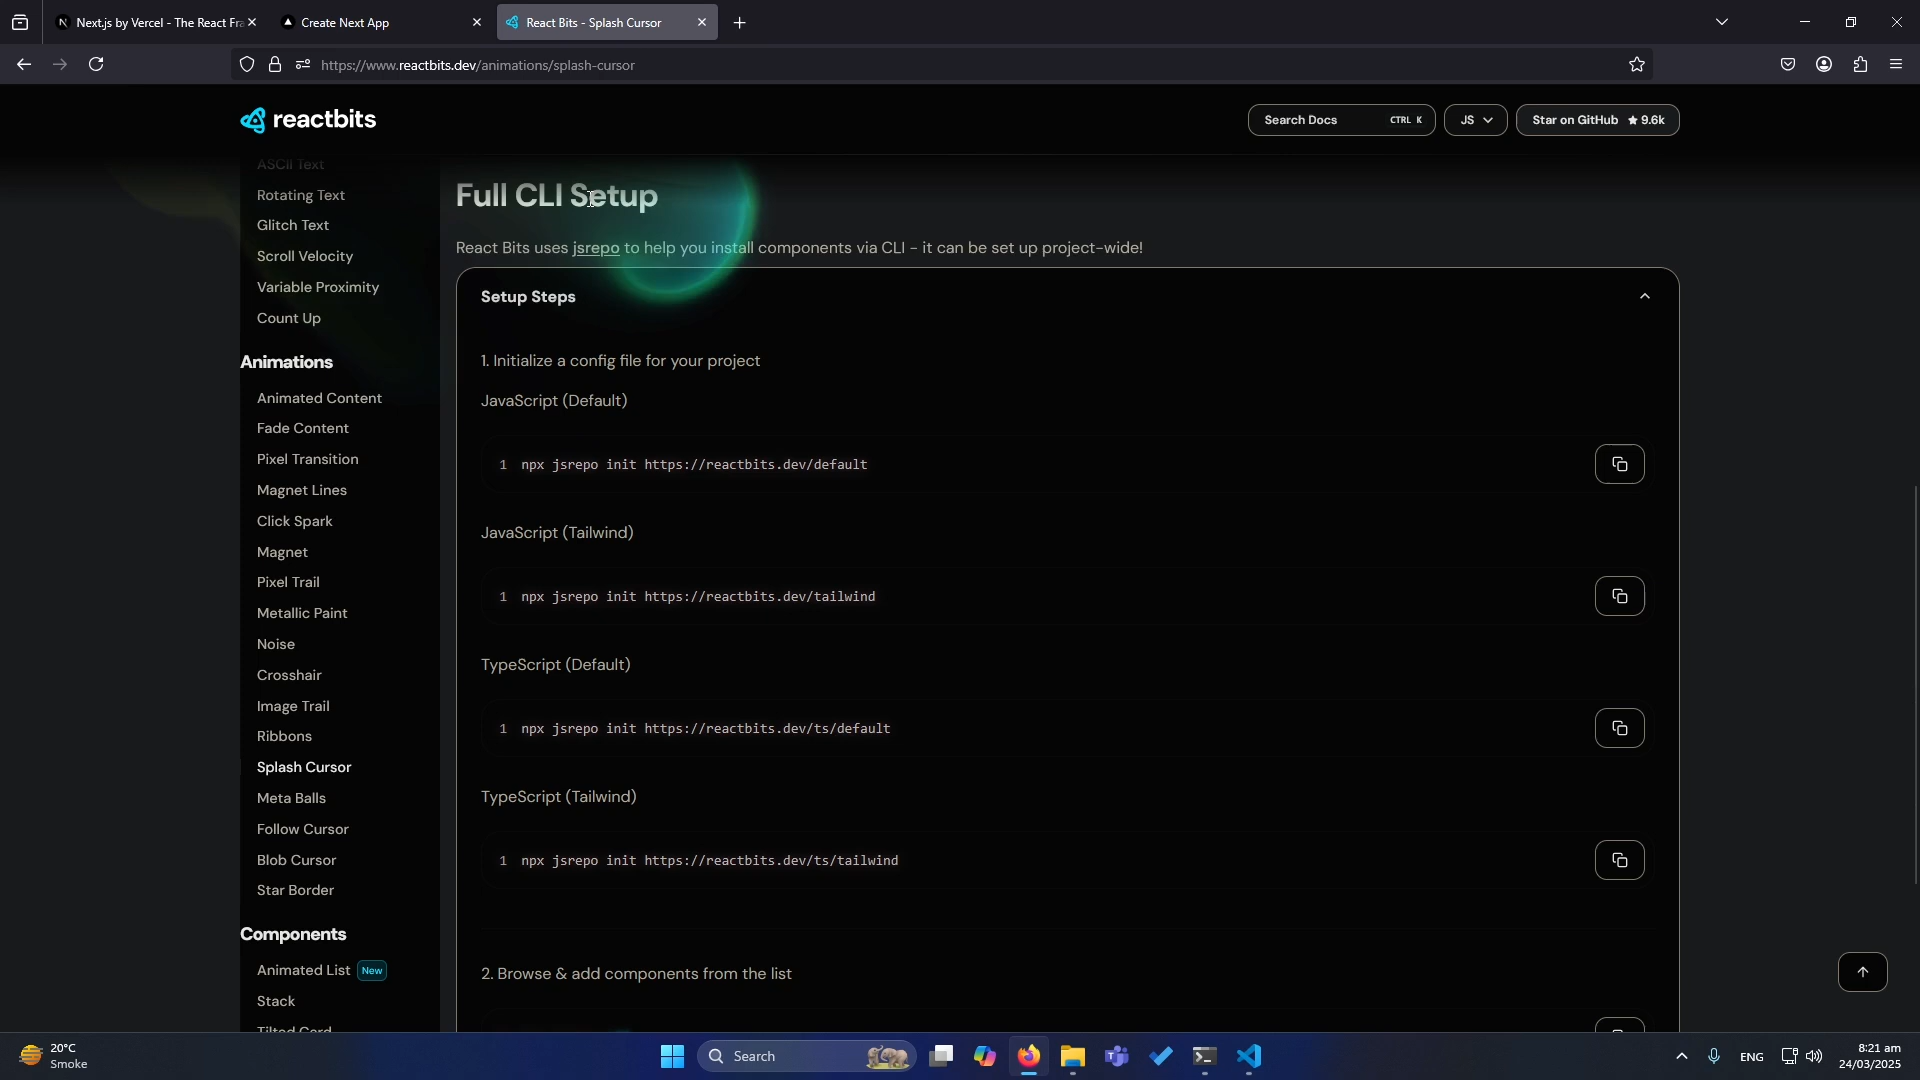 Next.js by Vercel - The React Fra
Create Next App
React Bits - Splash Cursor
https://www.reactbits.dev/animations/splash-cursor
reactbits
Search Docs CTRL K
JS
Star on GitHub ★ 9.6k
ASCII Text
Rotating Text
Glitch Text
Scroll Velocity
Variable Proximity
Count Up
Animations
Animated Content
Fade Content
Pixel Transition
Magnet Lines
Click Spark
Magnet
Pixel Trail
Metallic Paint
Noise
Crosshair
Image Trail
Ribbons
Splash Cursor
Meta Balls
Follow Cursor
Blob Cursor
Star Border
Components
Animated List New
Stack
Tilted Card
Full CLI Setup
React Bits uses jsrepo to help you install components via CLI - it can be set up project-wide!
Setup Steps
1. Initialize a config file for your project
JavaScript (Default)
1 npx jsrepo init https://reactbits.dev/default
JavaScript (Tailwind)
1 npx jsrepo init https://reactbits.dev/tailwind
TypeScript (Default)
1 npx jsrepo init https://reactbits.dev/ts/default
TypeScript (Tailwind)
1 npx jsrepo init https://reactbits.dev/ts/tailwind
2. Browse & add components from the list
20°C
Smoke
Search
ENG
8:21 am
24/03/2025